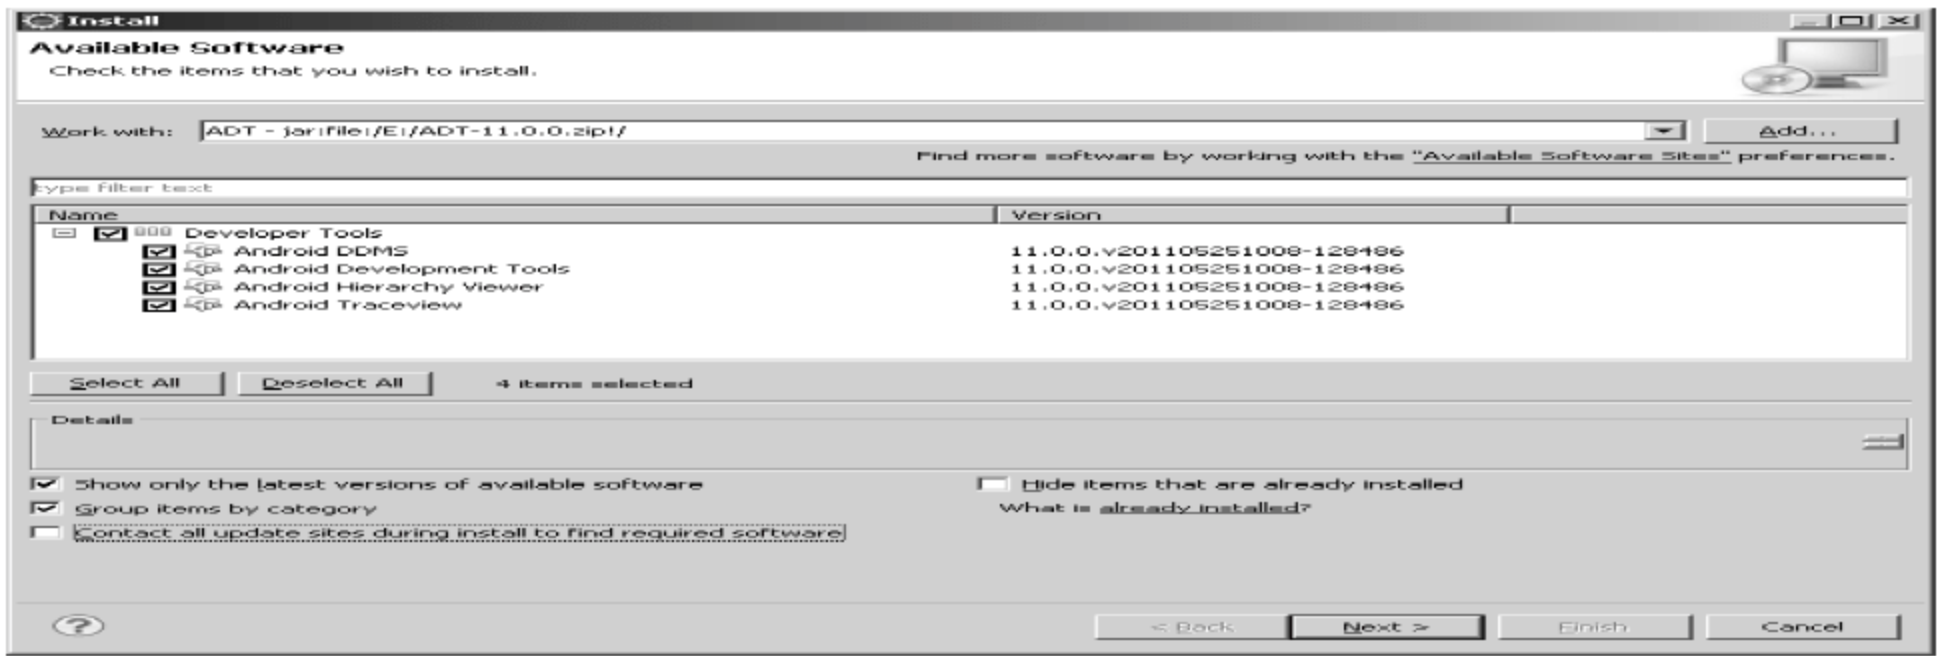 Install
Available Software
Check the items that you wish to install.
Work with: ADT - jar:file:/E:/ADT-11.0.0.zip!/ Add...
Find more software by working with the "Available Software Sites" preferences.
type filter text
Name Version
Developer Tools
Android DDMS 11.0.0.v201105251008-128486
Android Development Tools 11.0.0.v201105251008-128486
Android Hierarchy Viewer 11.0.0.v201105251008-128486
Android Traceview 11.0.0.v201105251008-128486
Select All Deselect All 4 items selected
Details
Show only the latest versions of available software Hide items that are already installed
Group items by category What is already installed?
Contact all update sites during install to find required software
? < Back Next > Finish Cancel